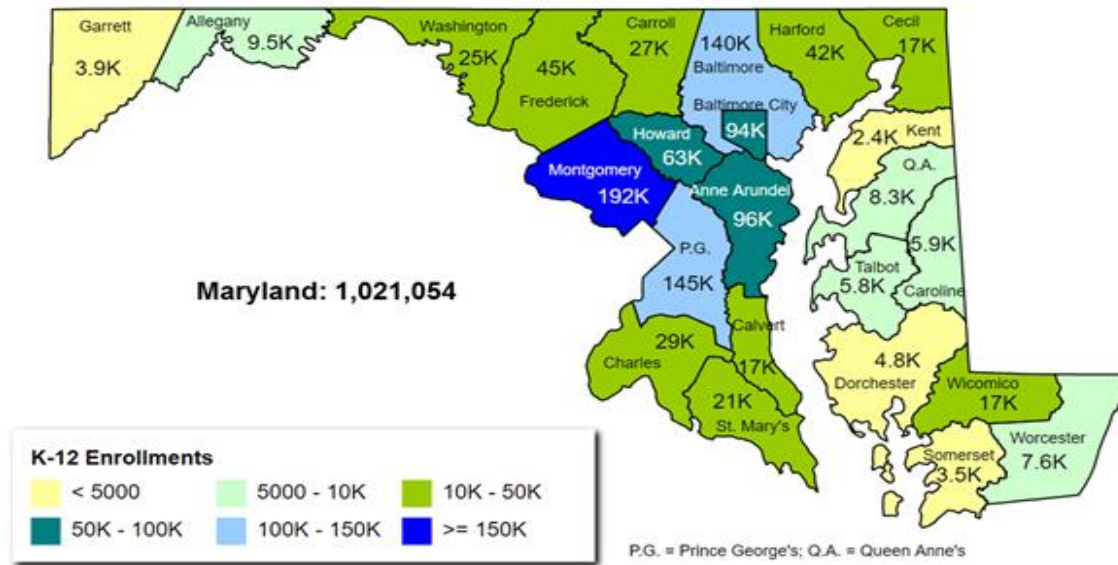 Garrett
3.9K
Allegany
9.5K
Washington
25K
45K
Frederick
Carroll
27K
140K
Baltimore
Baltimore City
94K
Harford
42K
Cecil
17K
Howard
63K
Montgomery
192K
Anne Arundel
96K
2.4K
Kent
Q.A.
8.3K
5.9K
Caroline
Talbot
5.8K
P.G.
145K
Maryland: 1,021,054
29K
Charles
Calvert
17K
21K
St. Mary's
4.8K
Dorchester
Wicomico
17K
Somerset
3.5K
Worcester
7.6K
K-12 Enrollments
< 5000
5000 - 10K
10K - 50K
50K - 100K
100K - 150K
>= 150K
P.G. = Prince George's; Q.A. = Queen Anne's